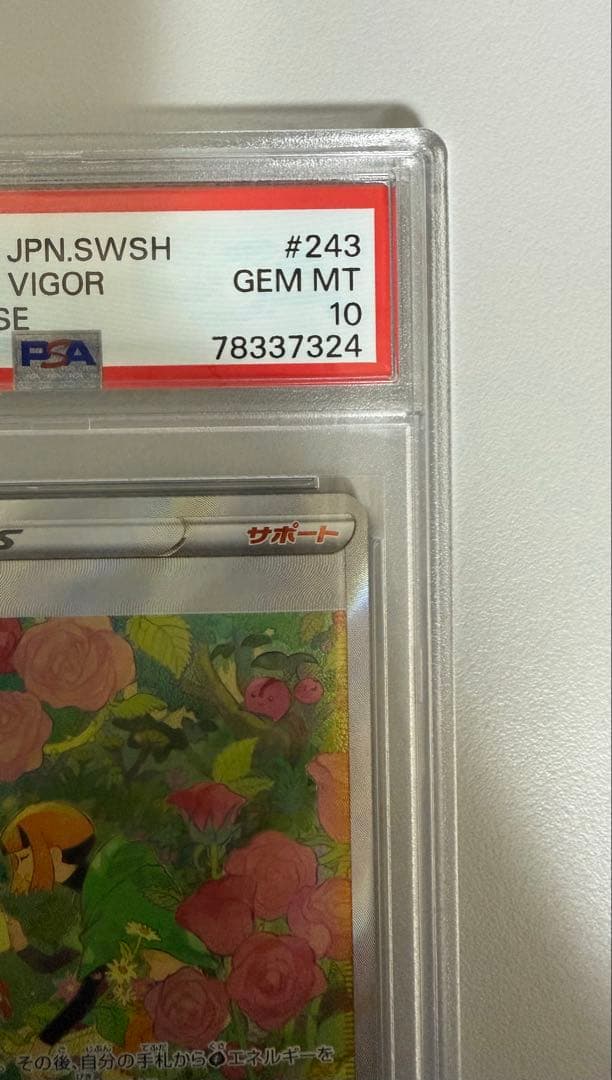 JPN.SWSH #243
VIGOR GEM MT
SE 10
PSA 78337324
S サポート
その後、自分の手札からエネルギーを